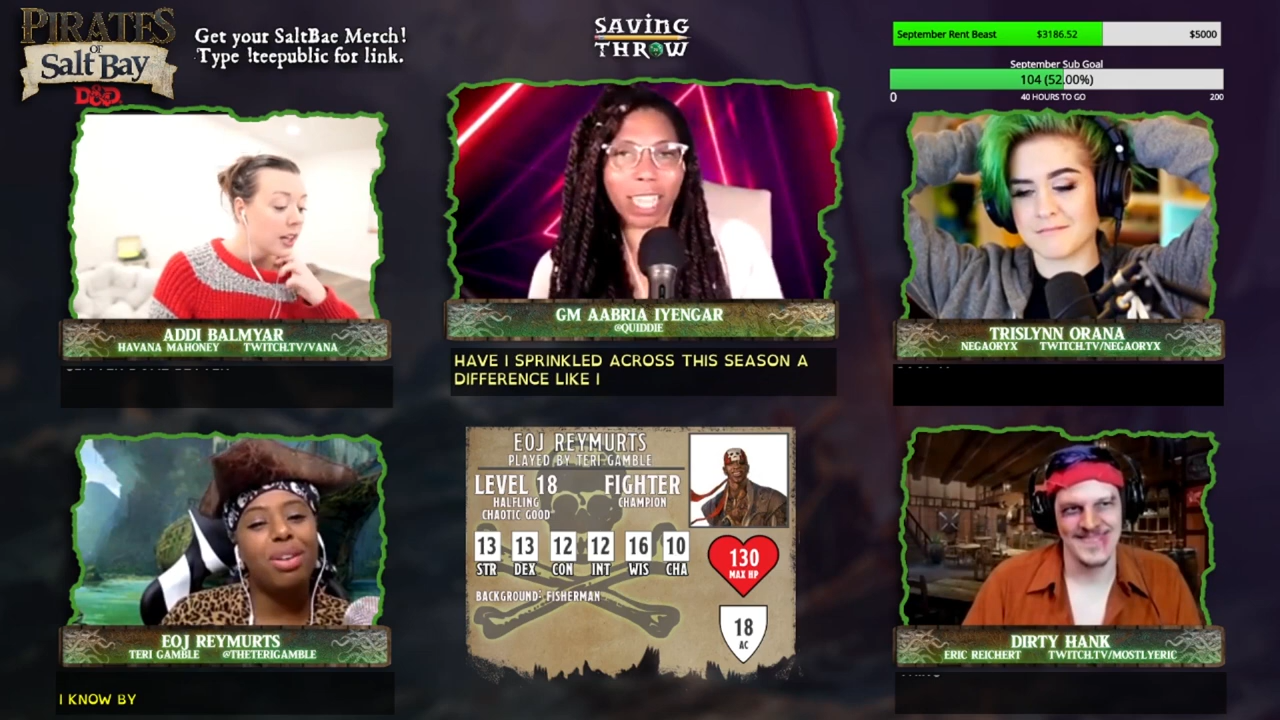 PIRATES
OF
Salt Bay
D&D
Get your SaltBae Merch!
Type !teepublic for link.
SAVING
THROW
September Rent Beast $3186.52 $5000
September Sub Goal
104 (52.00%)
0 40 HOURS TO GO 200
ADDI BALMYAR
HAVANA MAHONEY TWITCH.TV/VANA
GM AABRIA IYENGAR
@QUIDDIE
HAVE I SPRINKLED ACROSS THIS SEASON A
DIFFERENCE LIKE I
TRISLYNN ORANA
NEGAORYX TWITCH.TV/NEGAORYX
EOJ REYMURTS
PLAYED BY TERI GAMBLE
LEVEL 18 FIGHTER
HALFLING CHAMPION
CHAOTIC GOOD
13 13 12 12 16 10
STR DEX CON INT WIS CHA
130
MAX HP
BACKGROUND: FISHERMAN
18
AC
EOJ REYMURTS
TERI GAMBLE @THETERIGAMBLE
I KNOW BY
DIRTY HANK
ERIC REICHERT TWITCH.TV/MOSTLYERIC